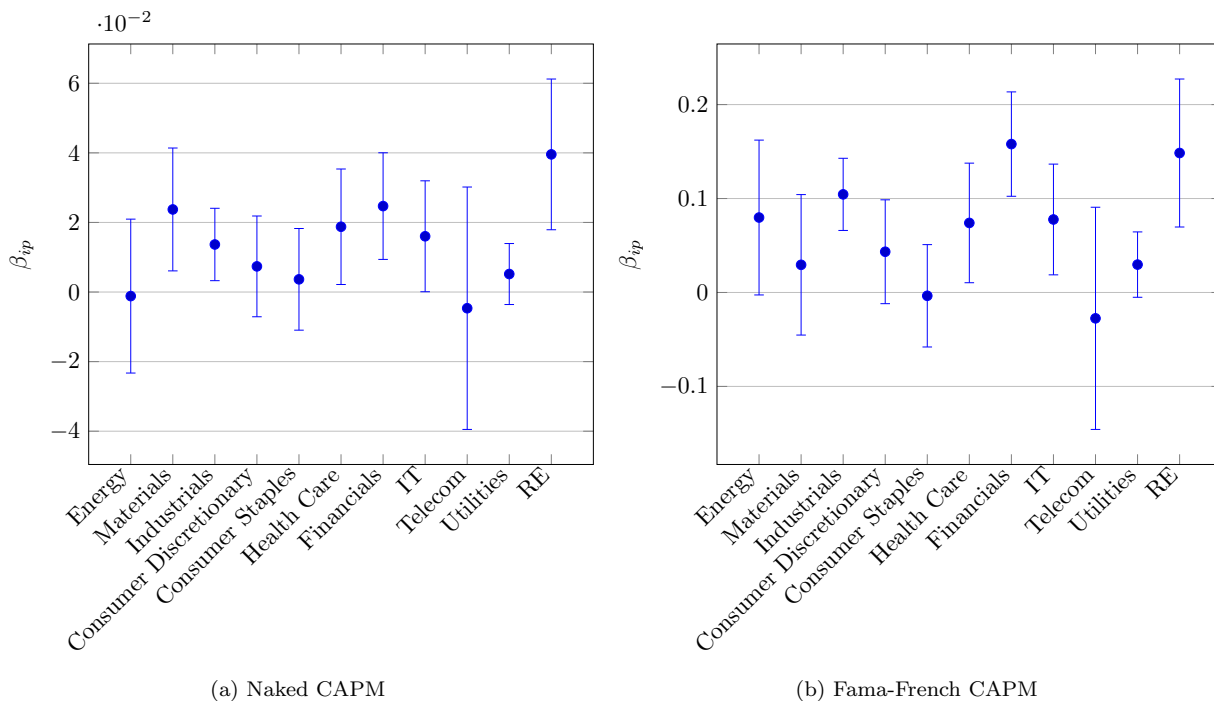 ·10⁻²
6
4
2
0
−2
−4
β_ip
Energy
Materials
Industrials
Consumer Discretionary
Consumer Staples
Health Care
Financials
IT
Telecom
Utilities
RE
(a) Naked CAPM
0.2
0.1
0
−0.1
β_ip
Energy
Materials
Industrials
Consumer Discretionary
Consumer Staples
Health Care
Financials
IT
Telecom
Utilities
RE
(b) Fama-French CAPM